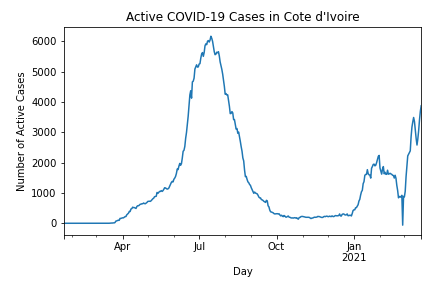 Active COVID-19 Cases in Cote d'Ivoire
Number of Active Cases
6000
5000
4000
3000
2000
1000
0
Apr Jul Oct Jan
2021
Day